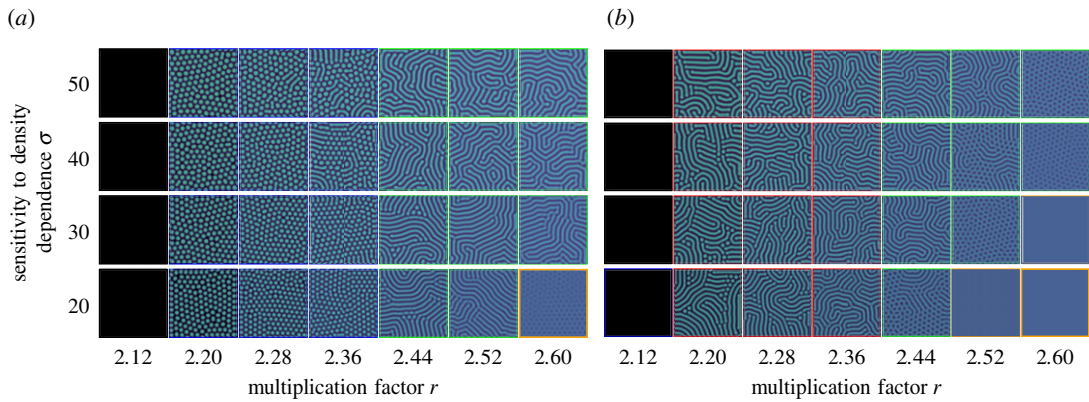 (a)
(b)
sensitivity to density
dependence σ
50
40
30
20
2.12 2.20 2.28 2.36 2.44 2.52 2.60
multiplication factor r
2.12 2.20 2.28 2.36 2.44 2.52 2.60
multiplication factor r